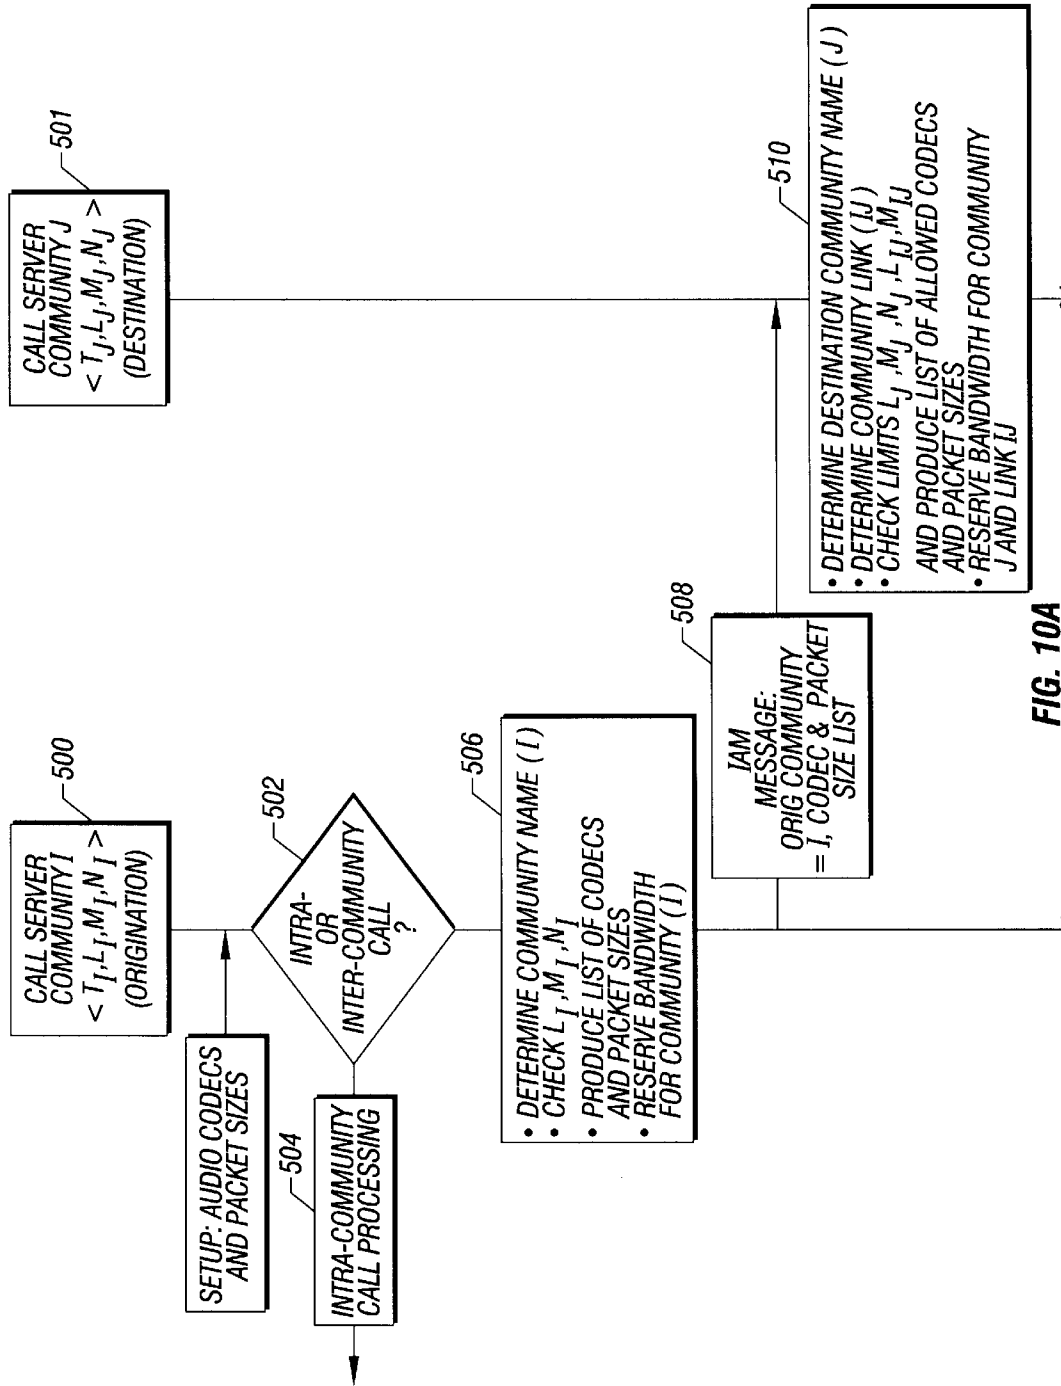 CALL SERVER
COMMUNITY I
< T_I, L_I, M_I, N_I >
(ORIGINATION)
500
CALL SERVER
COMMUNITY J
< T_J, L_J, M_J, N_J >
(DESTINATION)
501
SETUP: AUDIO CODECS
AND PACKET SIZES
INTRA-
OR
INTER-COMMUNITY
CALL
?
502
INTRA-COMMUNITY
CALL PROCESSING
504
• DETERMINE COMMUNITY NAME (I)
• CHECK L_I, M_I, N_I
• PRODUCE LIST OF CODECS
AND PACKET SIZES
• RESERVE BANDWIDTH
FOR COMMUNITY (I)
506
IAM
MESSAGE:
ORIG COMMUNITY
= I, CODEC & PACKET
SIZE LIST
508
• DETERMINE DESTINATION COMMUNITY NAME (J)
• DETERMINE COMMUNITY LINK (IJ)
• CHECK LIMITS L_J, M_J, N_J, L_IJ, M_IJ
AND PRODUCE LIST OF ALLOWED CODECS
AND PACKET SIZES
• RESERVE BANDWIDTH FOR COMMUNITY
J AND LINK IJ
510
FIG. 10A